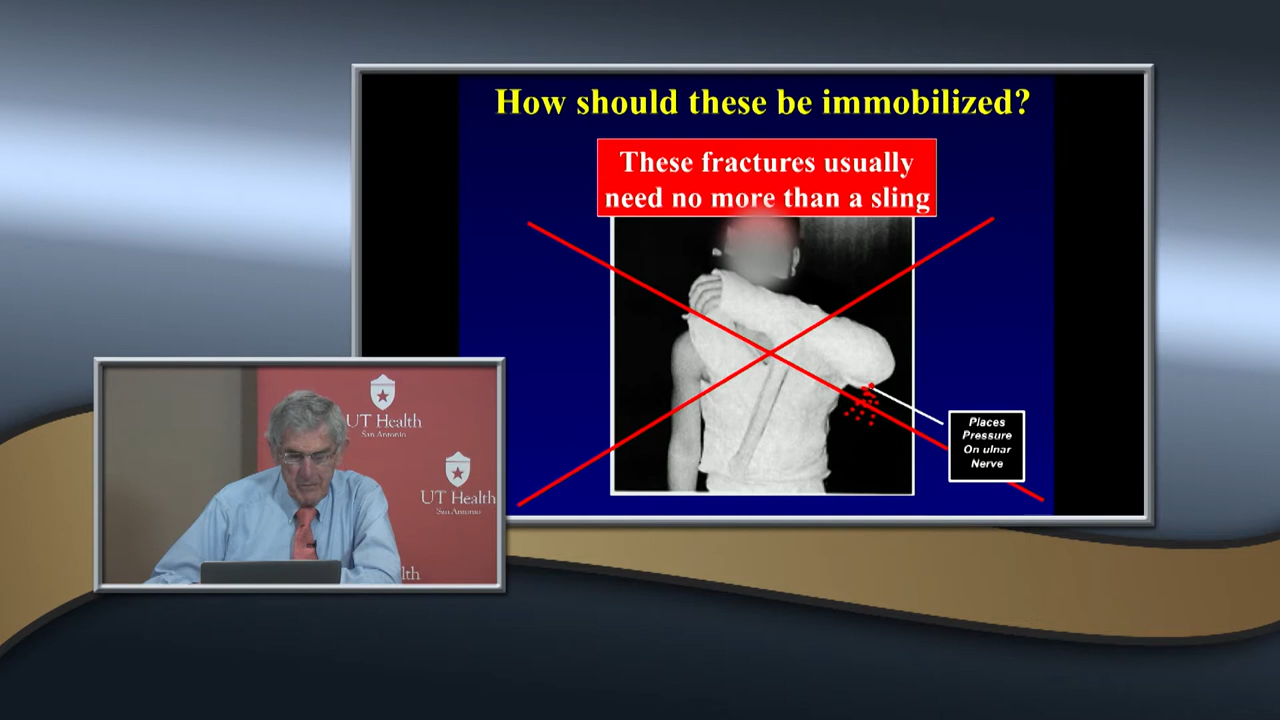 How should these be immobilized?
These fractures usually
need no more than a sling
Places
Pressure
On ulnar
Nerve
UT Health
San Antonio
UT Health
San Antonio
lth